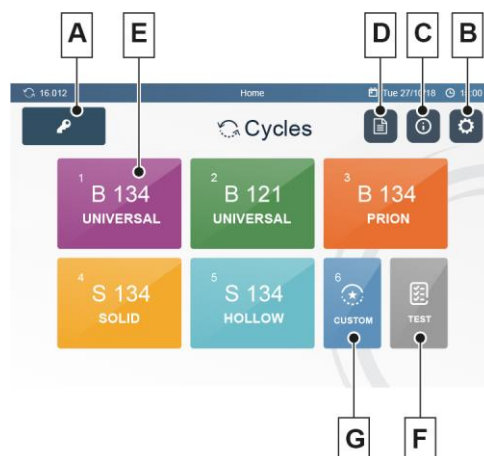 A E D C B
16.012 Home Tue 27/10/18
Cycles
1 2 3
B 134 B 121 B 134
UNIVERSAL UNIVERSAL PRION
4 5 6
S 134 S 134
SOLID HOLLOW CUSTOM TEST
G F